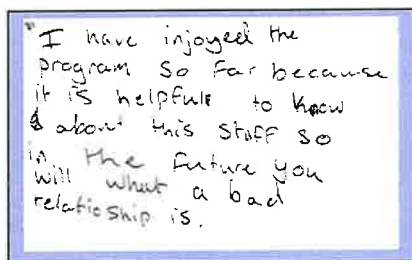 I have injoyed the
program so far because
it is helpfull to know
about this stuff so
in the future you
will what a bad
relatioship is.